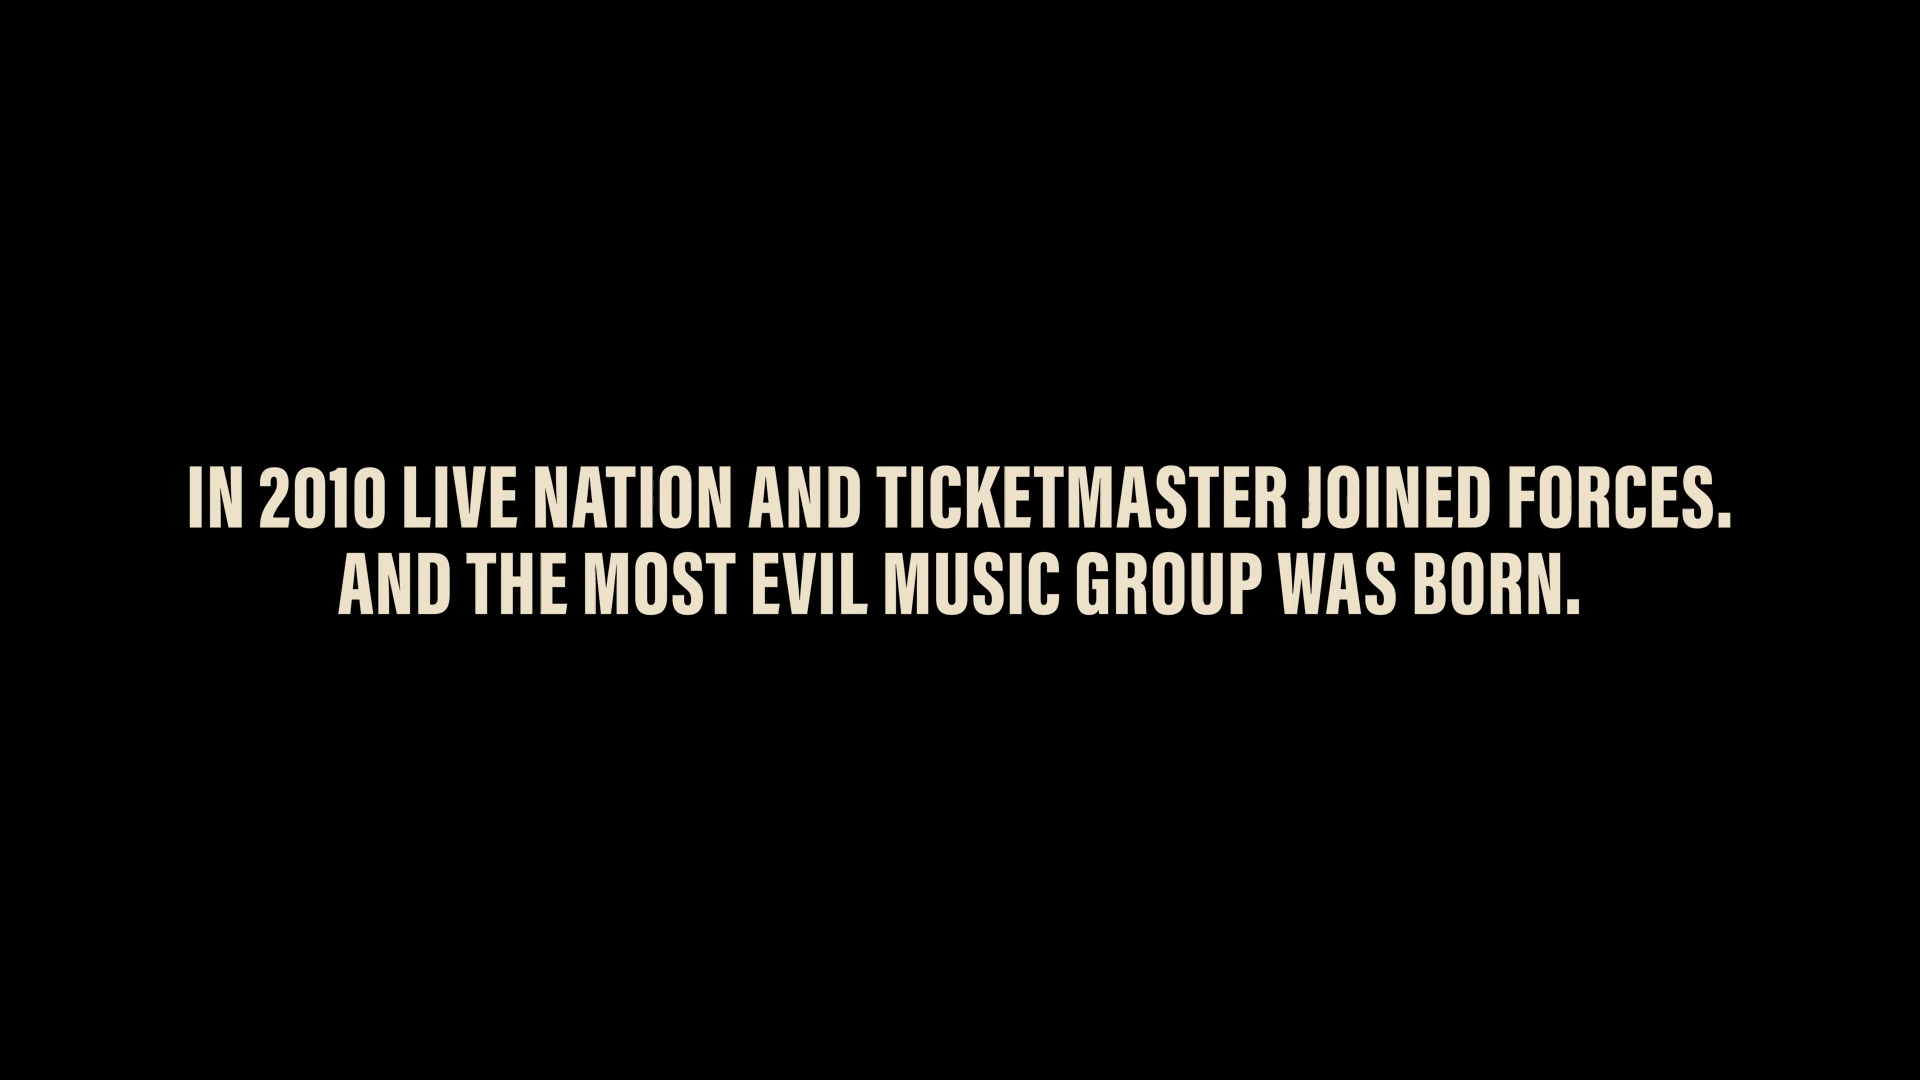 IN 2010 LIVE NATION AND TICKETMASTER JOINED FORCES.
AND THE MOST EVIL MUSIC GROUP WAS BORN.